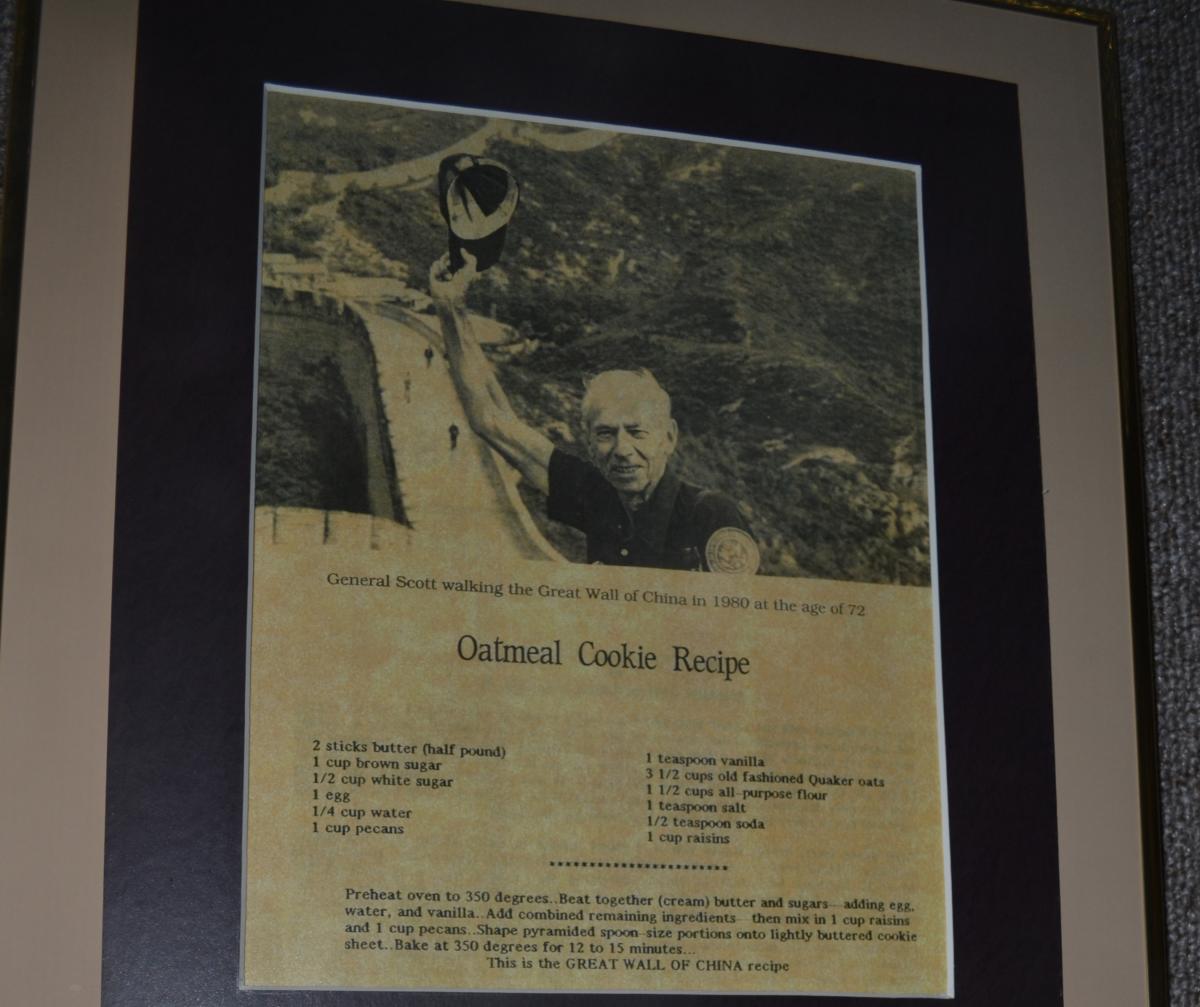 General Scott walking the Great Wall of China in 1980 at the age of 72
Oatmeal Cookie Recipe
2 sticks butter (half pound)
1 cup brown sugar
1/2 cup white sugar
1 egg
1/4 cup water
1 cup pecans
1 teaspoon vanilla
3 1/2 cups old fashioned Quaker oats
1 1/2 cups all-purpose flour
1 teaspoon salt
1/2 teaspoon soda
1 cup raisins
**********************
Preheat oven to 350 degrees..Beat together (cream) butter and sugars--adding egg,
water, and vanilla..Add combined remaining ingredients--then mix in 1 cup raisins
and 1 cup pecans..Shape pyramided spoon-size portions onto lightly buttered cookie
sheet..Bake at 350 degrees for 12 to 15 minutes...
This is the GREAT WALL OF CHINA recipe